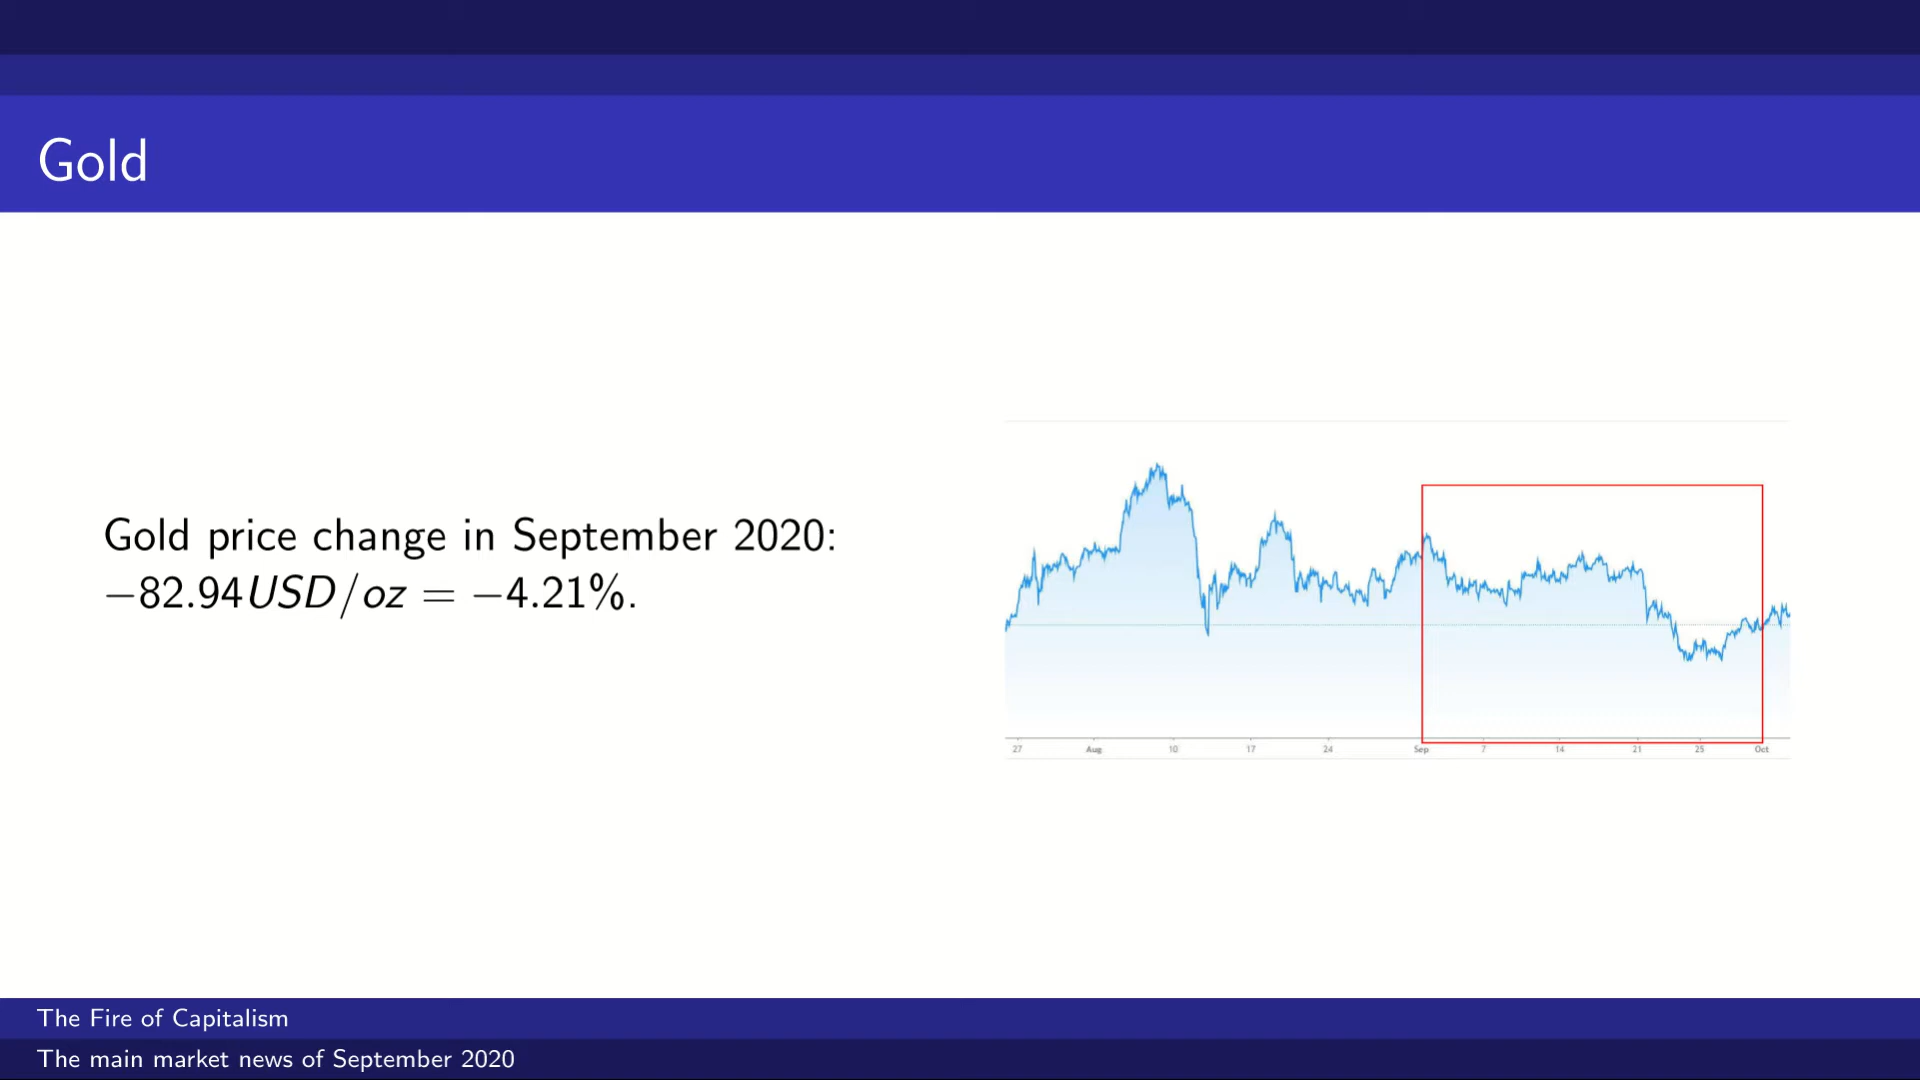 Gold
Gold price change in September 2020:
−82.94USD/oz = −4.21%.
27 Aug 10 17 24 Sep 7 14 21 25 Oct
The Fire of Capitalism
The main market news of September 2020